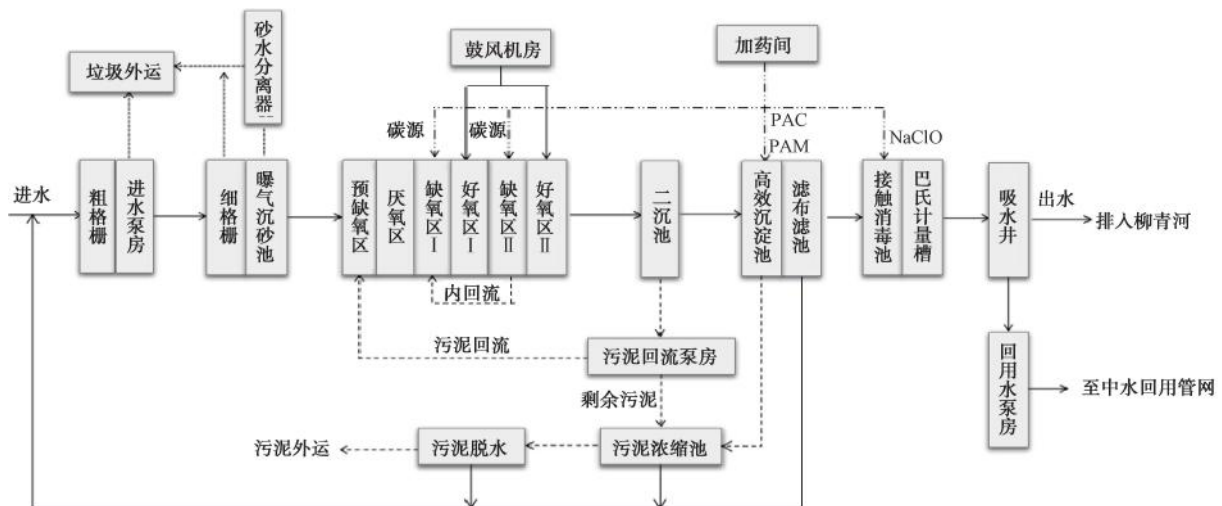 砂水分离器
垃圾外运
鼓风机房
加药间
碳源
碳源
PAC
PAM
NaClO
进水
粗格栅
进水泵房
细格栅
曝气沉砂池
预缺氧区
厌氧区
缺氧区Ⅰ
好氧区Ⅰ
缺氧区Ⅱ
好氧区Ⅱ
二沉池
高效沉淀池
滤布滤池
接触消毒池
巴氏计量槽
吸水井
出水
排入柳青河
内回流
污泥回流
污泥回流泵房
回用水泵房
至中水回用管网
剩余污泥
污泥外运
污泥脱水
污泥浓缩池